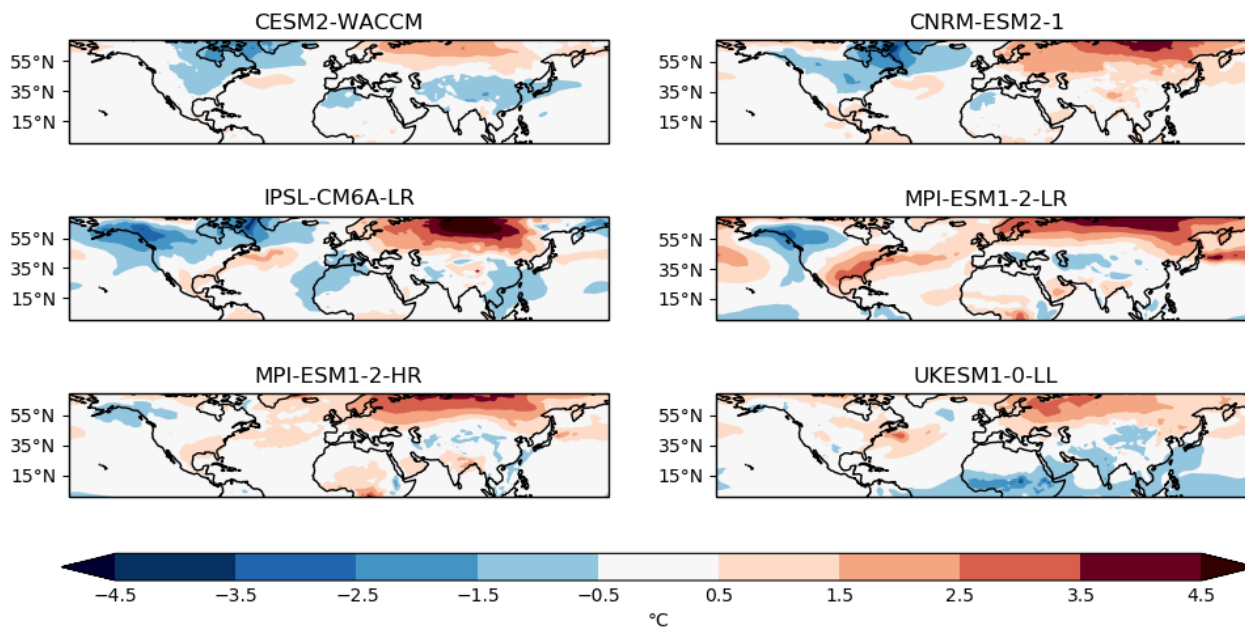 CESM2-WACCM
CNRM-ESM2-1
55°N
35°N
15°N
55°N
35°N
15°N
IPSL-CM6A-LR
MPI-ESM1-2-LR
55°N
35°N
15°N
55°N
35°N
15°N
MPI-ESM1-2-HR
UKESM1-0-LL
55°N
35°N
15°N
55°N
35°N
15°N
−4.5 −3.5 −2.5 −1.5 −0.5 0.5 1.5 2.5 3.5 4.5
°C